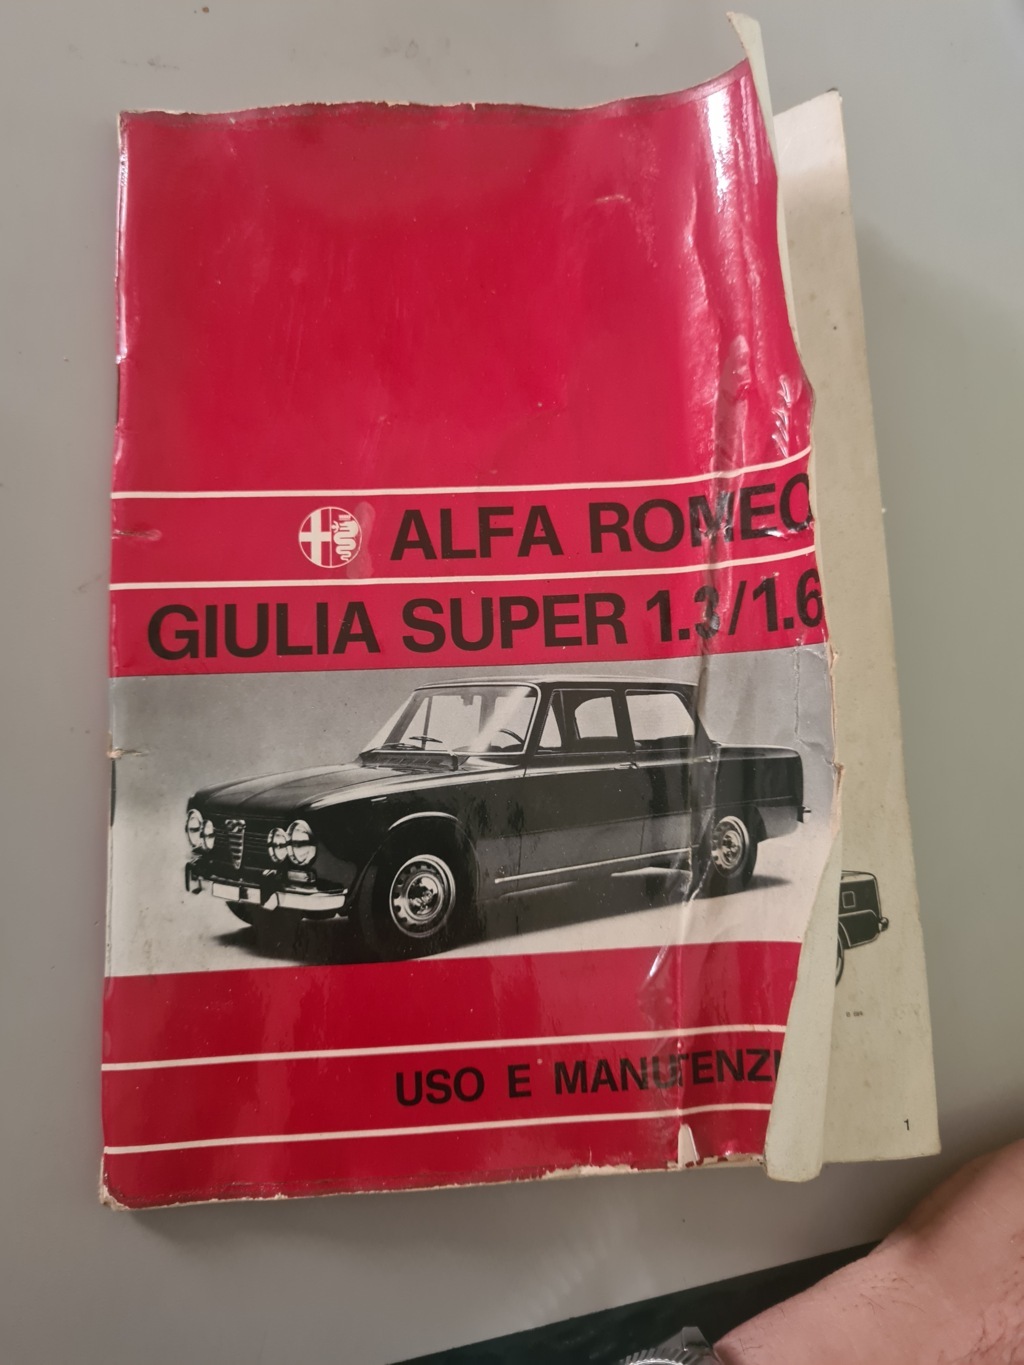 ALFA ROMEO
GIULIA SUPER 1.3/1.6
USO E MANUTENZI
1